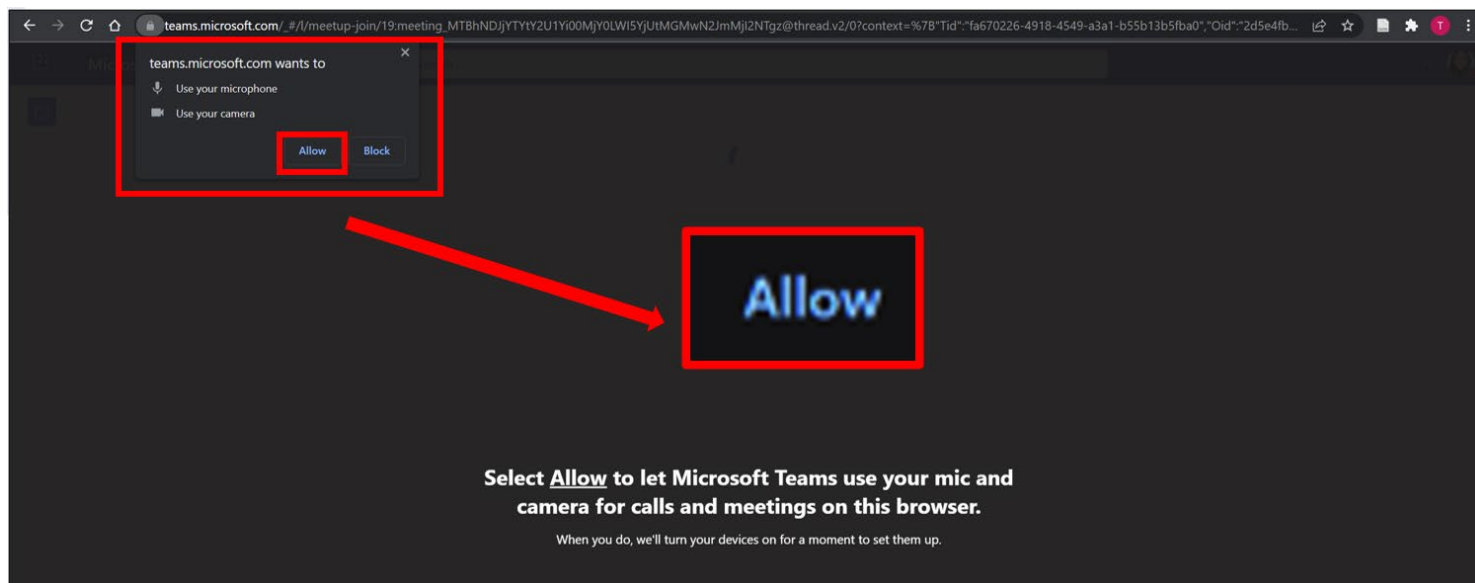 teams.microsoft.com/_#/l/meetup-join/19:meeting_MTBhNDJjYTYtY2U1Yi00MjY0LWI5YjUtMGMwN2JmMjI2NTgz@thread.v2/0?context=%7B"Tid":"fa670226-4918-4549-a3a1-b55b13b5fba0","Oid":"2d5e4fb...
T
teams.microsoft.com wants to
Use your microphone
Use your camera
Allow Block
Allow
Select Allow to let Microsoft Teams use your mic and
camera for calls and meetings on this browser.
When you do, we'll turn your devices on for a moment to set them up.